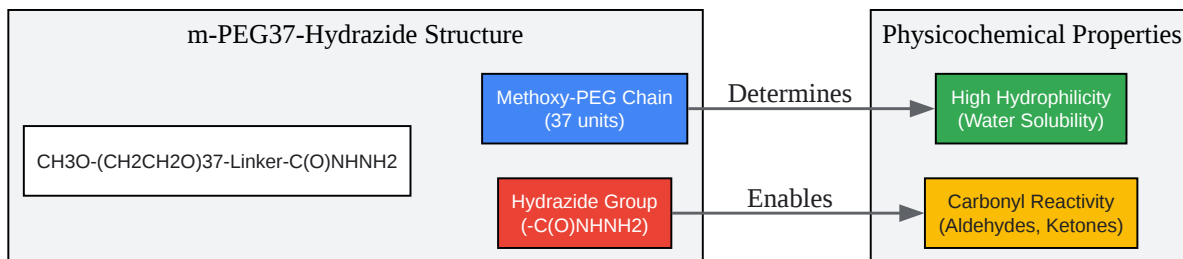 m-PEG37-Hydrazide Structure
Physicochemical Properties
Methoxy-PEG Chain
(37 units)
Determines
High Hydrophilicity
(Water Solubility)
CH3O-(CH2CH2O)37-Linker-C(O)NHNH2
Hydrazide Group
(-C(O)NHNH2)
Enables
Carbonyl Reactivity
(Aldehydes, Ketones)